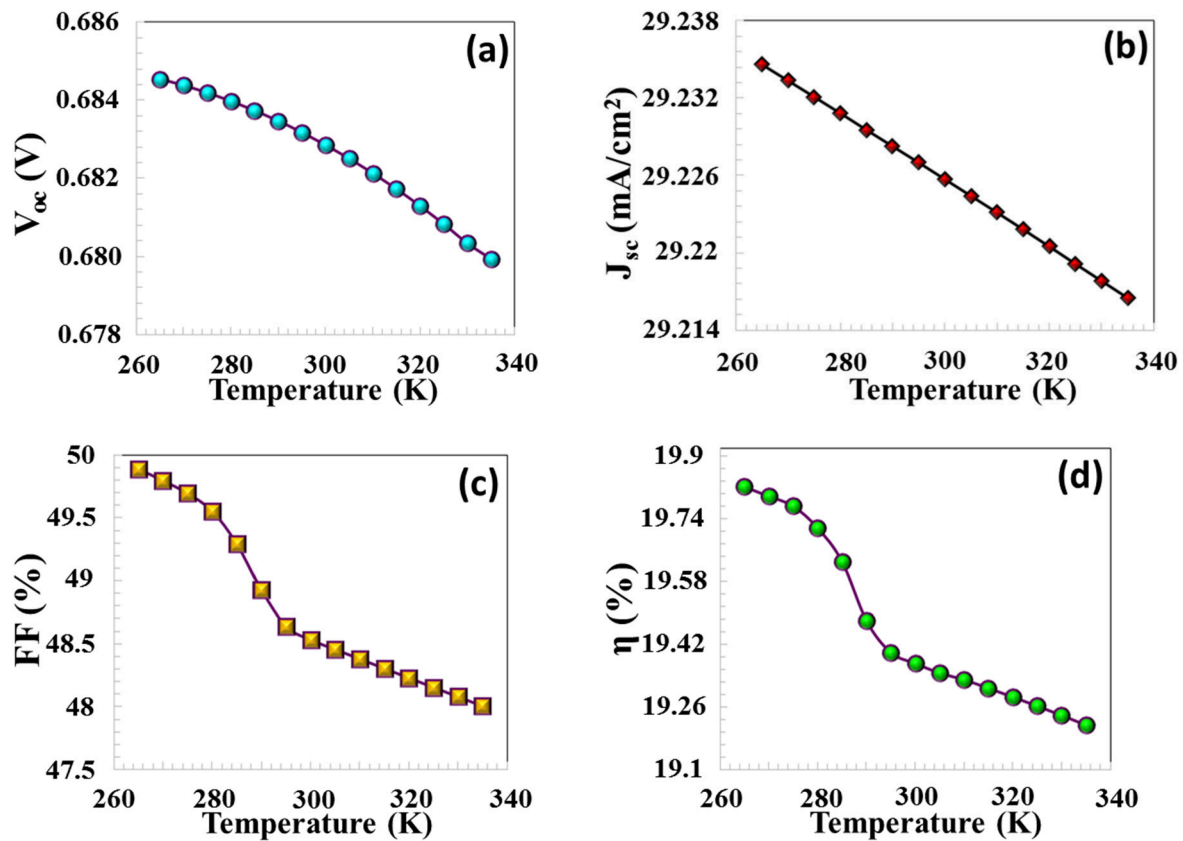 (a)
V_oc (V)
0.686
0.684
0.682
0.680
0.678
260 280 300 320 340
Temperature (K)
(b)
J_sc (mA/cm²)
29.238
29.232
29.226
29.22
29.214
260 280 300 320 340
Temperature (K)
(c)
FF (%)
50
49.5
49
48.5
48
47.5
260 280 300 320 340
Temperature (K)
(d)
η (%)
19.9
19.74
19.58
19.42
19.26
19.1
260 280 300 320 340
Temperature (K)